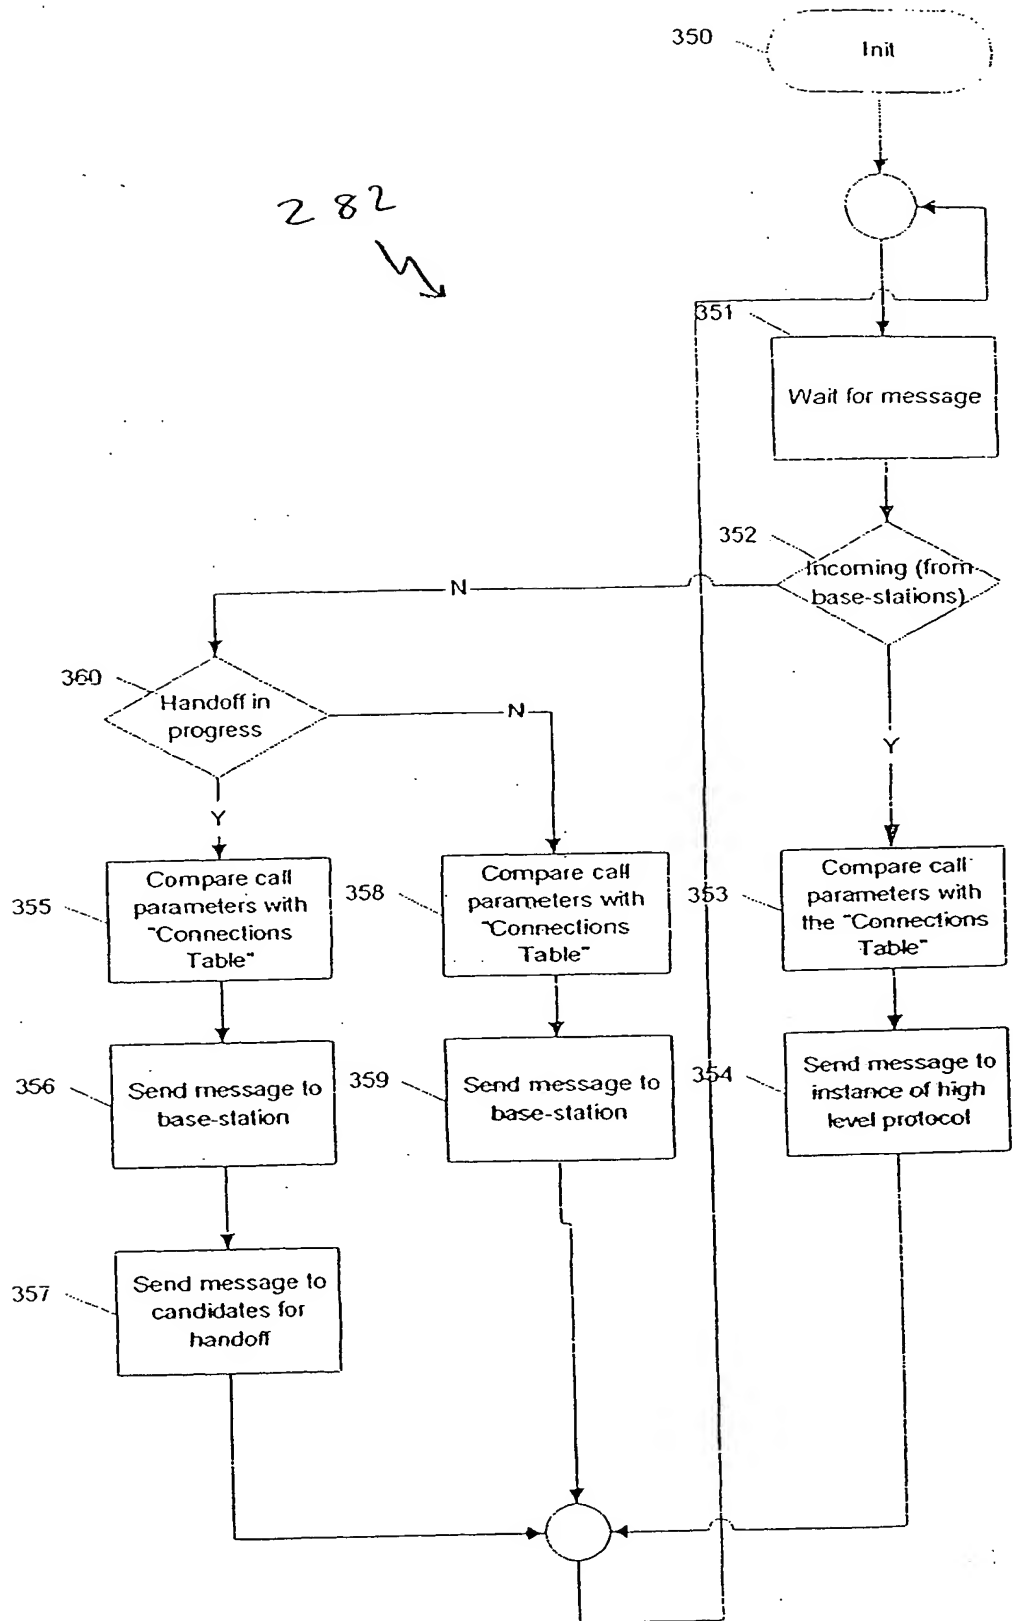 350
Init
282
351
Wait for message
352
Incoming (from
base-stations)
N
Y
360
Handoff in
progress
N
Y
355
Compare call
parameters with
"Connections
Table"
358
Compare call
parameters with
"Connections
Table"
353
Compare call
parameters with
the "Connections
Table"
356
Send message to
base-station
359
Send message to
base-station
354
Send message to
instance of high
level protocol
357
Send message to
candidates for
handoff